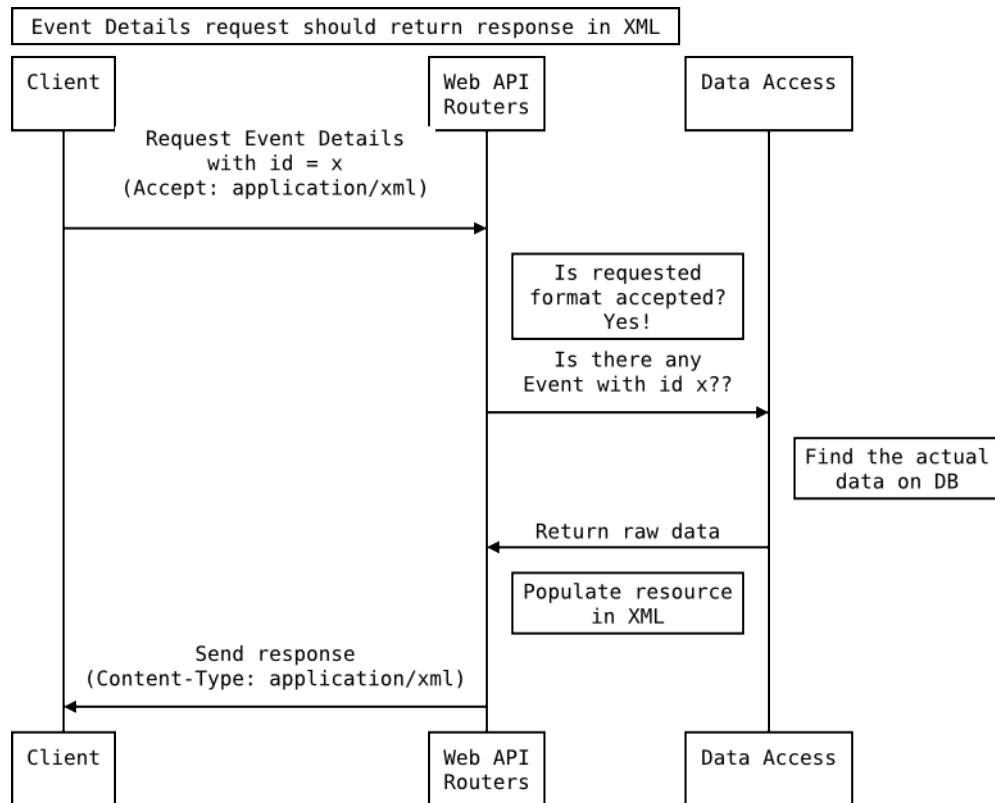 Event Details request should return response in XML
Client
Web API
Routers
Data Access
Request Event Details
with id = x
(Accept: application/xml)
Is requested
format accepted?
Yes!
Is there any
Event with id x??
Find the actual
data on DB
Return raw data
Populate resource
in XML
Send response
(Content-Type: application/xml)
Client
Web API
Routers
Data Access